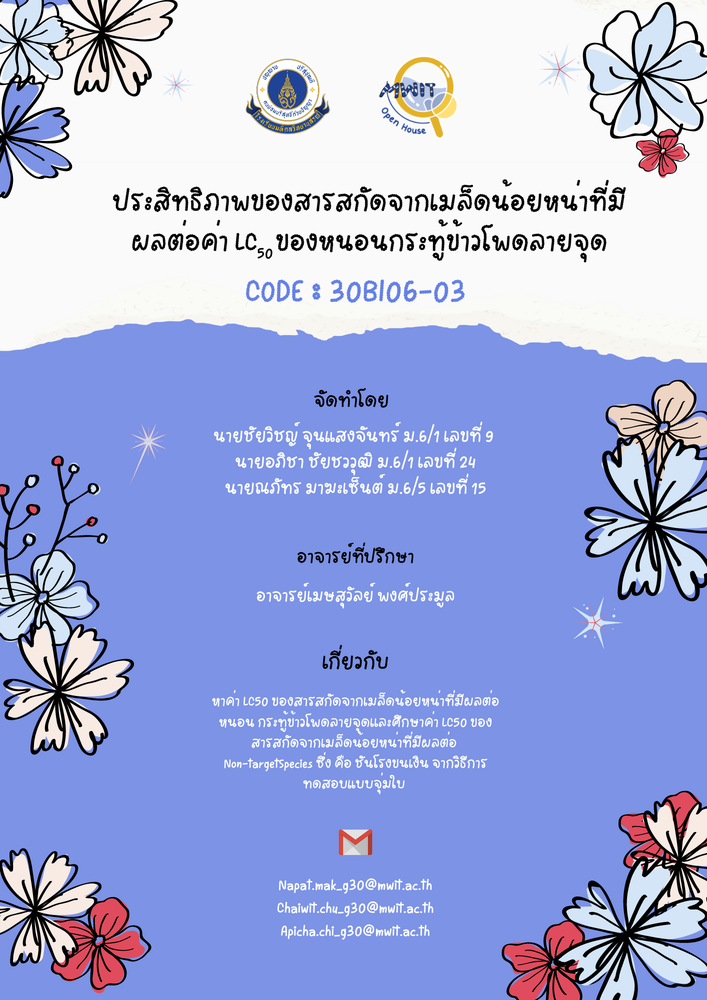 MWIT
Open House
ประสิทธิภาพของสารสกัดจากเมล็ดน้อยหน่าที่มี
ผลต่อค่า LC50 ของหนอนกระทู้ข้าวโพดลายจุด
CODE : 30BIO6-03
จัดทำโดย
นายชัยวิชญ์ จุนแสงจันทร์ ม.6/1 เลขที่ 9
นายอภิชา ชัยชววุฒิ ม.6/1 เลขที่ 24
นายณภัทร มาฆะเซ็นต์ ม.6/5 เลขที่ 15
อาจารย์ที่ปรึกษา
อาจารย์เมษสุวัลย์ พงศ์ประมูล
เกี่ยวกับ
หาค่า LC50 ของสารสกัดจากเมล็ดน้อยหน่าที่มีผลต่อ
หนอน กระทู้ข้าวโพดลายจุดและศึกษาค่า LC50 ของ
สารสกัดจากเมล็ดน้อยหน่าที่มีผลต่อ
Non-targetSpecies ซึ่ง คือ ชันโรงขนเงิน จากวิธีการ
ทดสอบแบบจุ่มใบ
Napat.mak_g30@mwit.ac.th
Chaiwit.chu_g30@mwit.ac.th
Apicha.chi_g30@mwit.ac.th